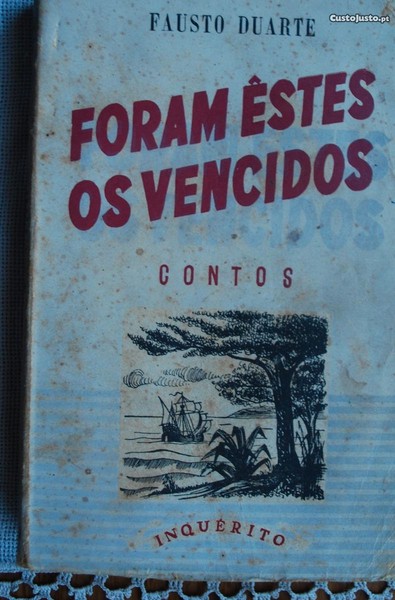 CustoJusto.pt
FAUSTO DUARTE
FORAM ÊSTES
OS VENCIDOS
CONTOS
INQUÉRITO